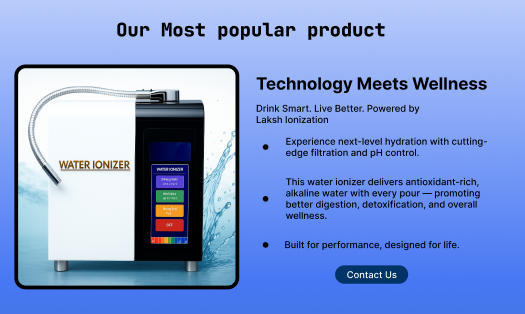 Our Most popular product
Technology Meets Wellness
Drink Smart. Live Better. Powered by
Laksh Ionization
Experience next-level hydration with cutting-
edge filtration and pH control.
This water ionizer delivers antioxidant-rich,
alkaline water with every pour — promoting
better digestion, detoxification, and overall
wellness.
Built for performance, designed for life.
Contact Us
WATER IONIZER
WATER IONIZER